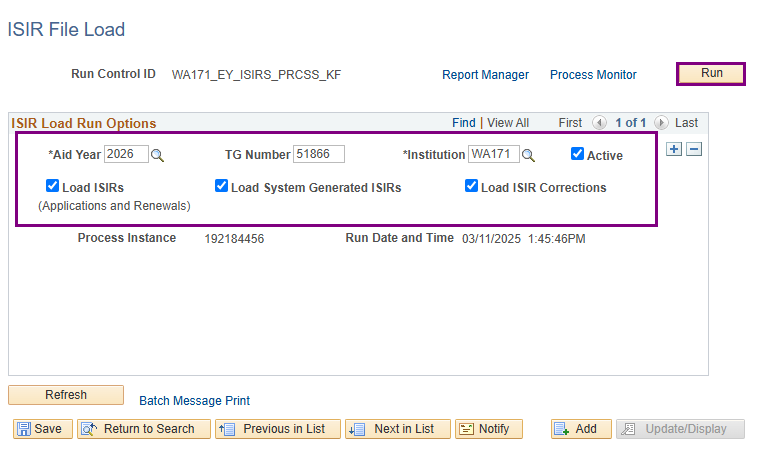 ISIR File Load
Run Control ID WA171_EY_ISIRS_PRCSS_KF Report Manager Process Monitor Run
ISIR Load Run Options Find | View All First 1 of 1 Last
*Aid Year 2026 TG Number 51866 *Institution WA171 Active
Load ISIRs Load System Generated ISIRs Load ISIR Corrections
(Applications and Renewals)
Process Instance 192184456 Run Date and Time 03/11/2025 1:45:46PM
Refresh Batch Message Print
Save Return to Search Previous in List Next in List Notify Add Update/Display